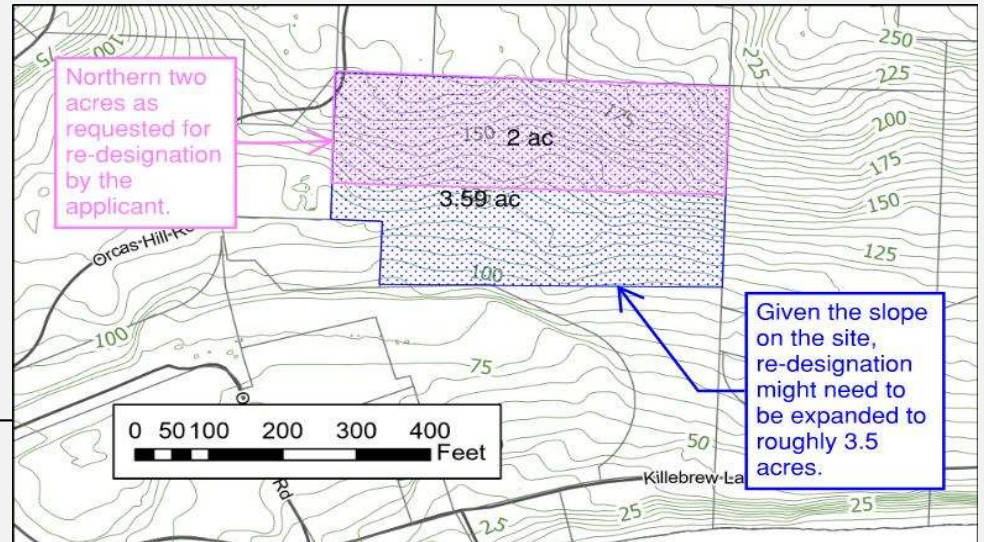 75
100
250
225
225
Northern two
acres as
requested for
re-designation
by the
applicant.
175
150
2 ac
200
175
3.59 ac
150
125
Orcas-Hill-R
100
100
75
Given the slope
on the site,
re-designation
might need to
be expanded to
roughly 3.5
acres.
0 50 100 200 300 400
Feet
50
Killebrew-La
Rd
25
25
25